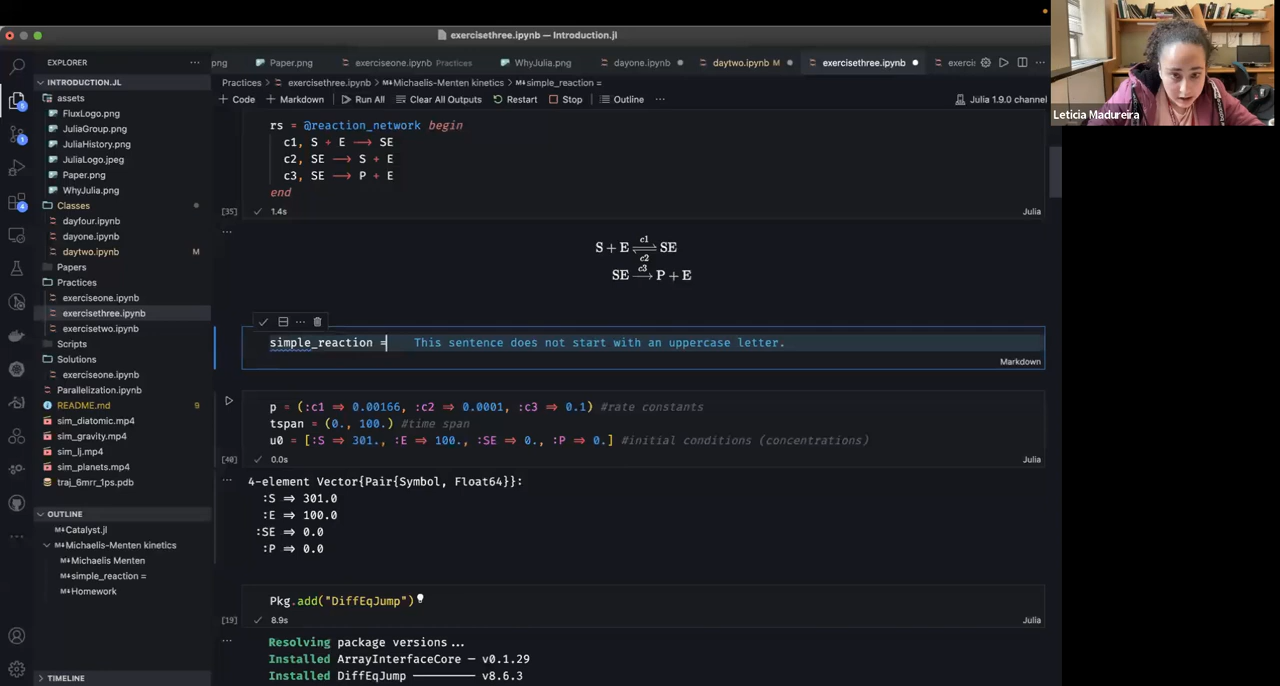 exercisethree.ipynb — Introduction.jl
EXPLORER
png
Paper.png
exerciseone.ipynb Practices
WhyJulia.png
dayone.ipynb
daytwo.ipynb M
exercisethree.ipynb
exerci
Leticia Madureira
Practices > exercisethree.ipynb > M↓Michaelis-Menten kinetics > M↓simple_reaction =
+ Code + Markdown Run All Clear All Outputs Restart Stop Outline ...
Julia 1.9.0 channel
INTRODUCTION.JL
assets
FluxLogo.png
JuliaGroup.png
JuliaHistory.png
JuliaLogo.jpeg
Paper.png
WhyJulia.png
Classes
dayfour.ipynb
dayone.ipynb
daytwo.ipynb M
Papers
Practices
exerciseone.ipynb
exercisethree.ipynb
exercisetwo.ipynb
Scripts
Solutions
exerciseone.ipynb
Parallelization.ipynb
README.md 9
sim_diatomic.mp4
sim_gravity.mp4
sim_lj.mp4
sim_planets.mp4
traj_6mrr_1ps.pdb
OUTLINE
M↓Catalyst.jl
M↓Michaelis-Menten kinetics
M↓Michaelis Menten
M↓simple_reaction =
M↓Homework
TIMELINE
rs = @reaction_network begin
c1, S + E ⟶ SE
c2, SE ⟶ S + E
c3, SE ⟶ P + E
end
[35] ✓ 1.4s Julia
S + E c1 ⇌ c2 SE
SE c3 ⟶ P + E
simple_reaction = This sentence does not start with an uppercase letter.
Markdown
p = (:c1 => 0.00166, :c2 => 0.0001, :c3 => 0.1) #rate constants
tspan = (0., 100.) #time span
u0 = [:S => 301., :E => 100., :SE => 0., :P => 0.] #initial conditions (concentrations)
[40] ✓ 0.0s Julia
4-element Vector{Pair{Symbol, Float64}}:
:S => 301.0
:E => 100.0
:SE => 0.0
:P => 0.0
Pkg.add("DiffEqJump")
[19] ✓ 8.9s Julia
Resolving package versions...
Installed ArrayInterfaceCore ─ v0.1.29
Installed DiffEqJump ───────── v8.6.3